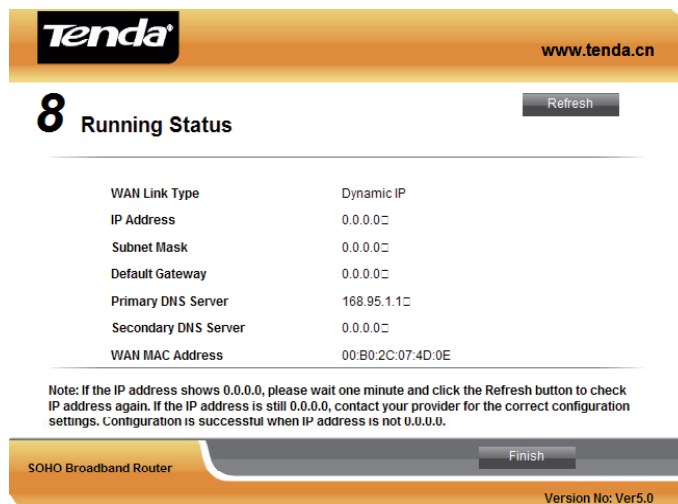 Tenda
www.tenda.cn
8 Running Status
Refresh
WAN Link Type Dynamic IP
IP Address 0.0.0.0□
Subnet Mask 0.0.0.0□
Default Gateway 0.0.0.0□
Primary DNS Server 168.95.1.1□
Secondary DNS Server 0.0.0.0□
WAN MAC Address 00:B0:2C:07:4D:0E
Note: If the IP address shows 0.0.0.0, please wait one minute and click the Refresh button to check
IP address again. If the IP address is still 0.0.0.0, contact your provider for the correct configuration
settings. Configuration is successful when IP address is not 0.0.0.0.
Finish
SOHO Broadband Router
Version No: Ver5.0